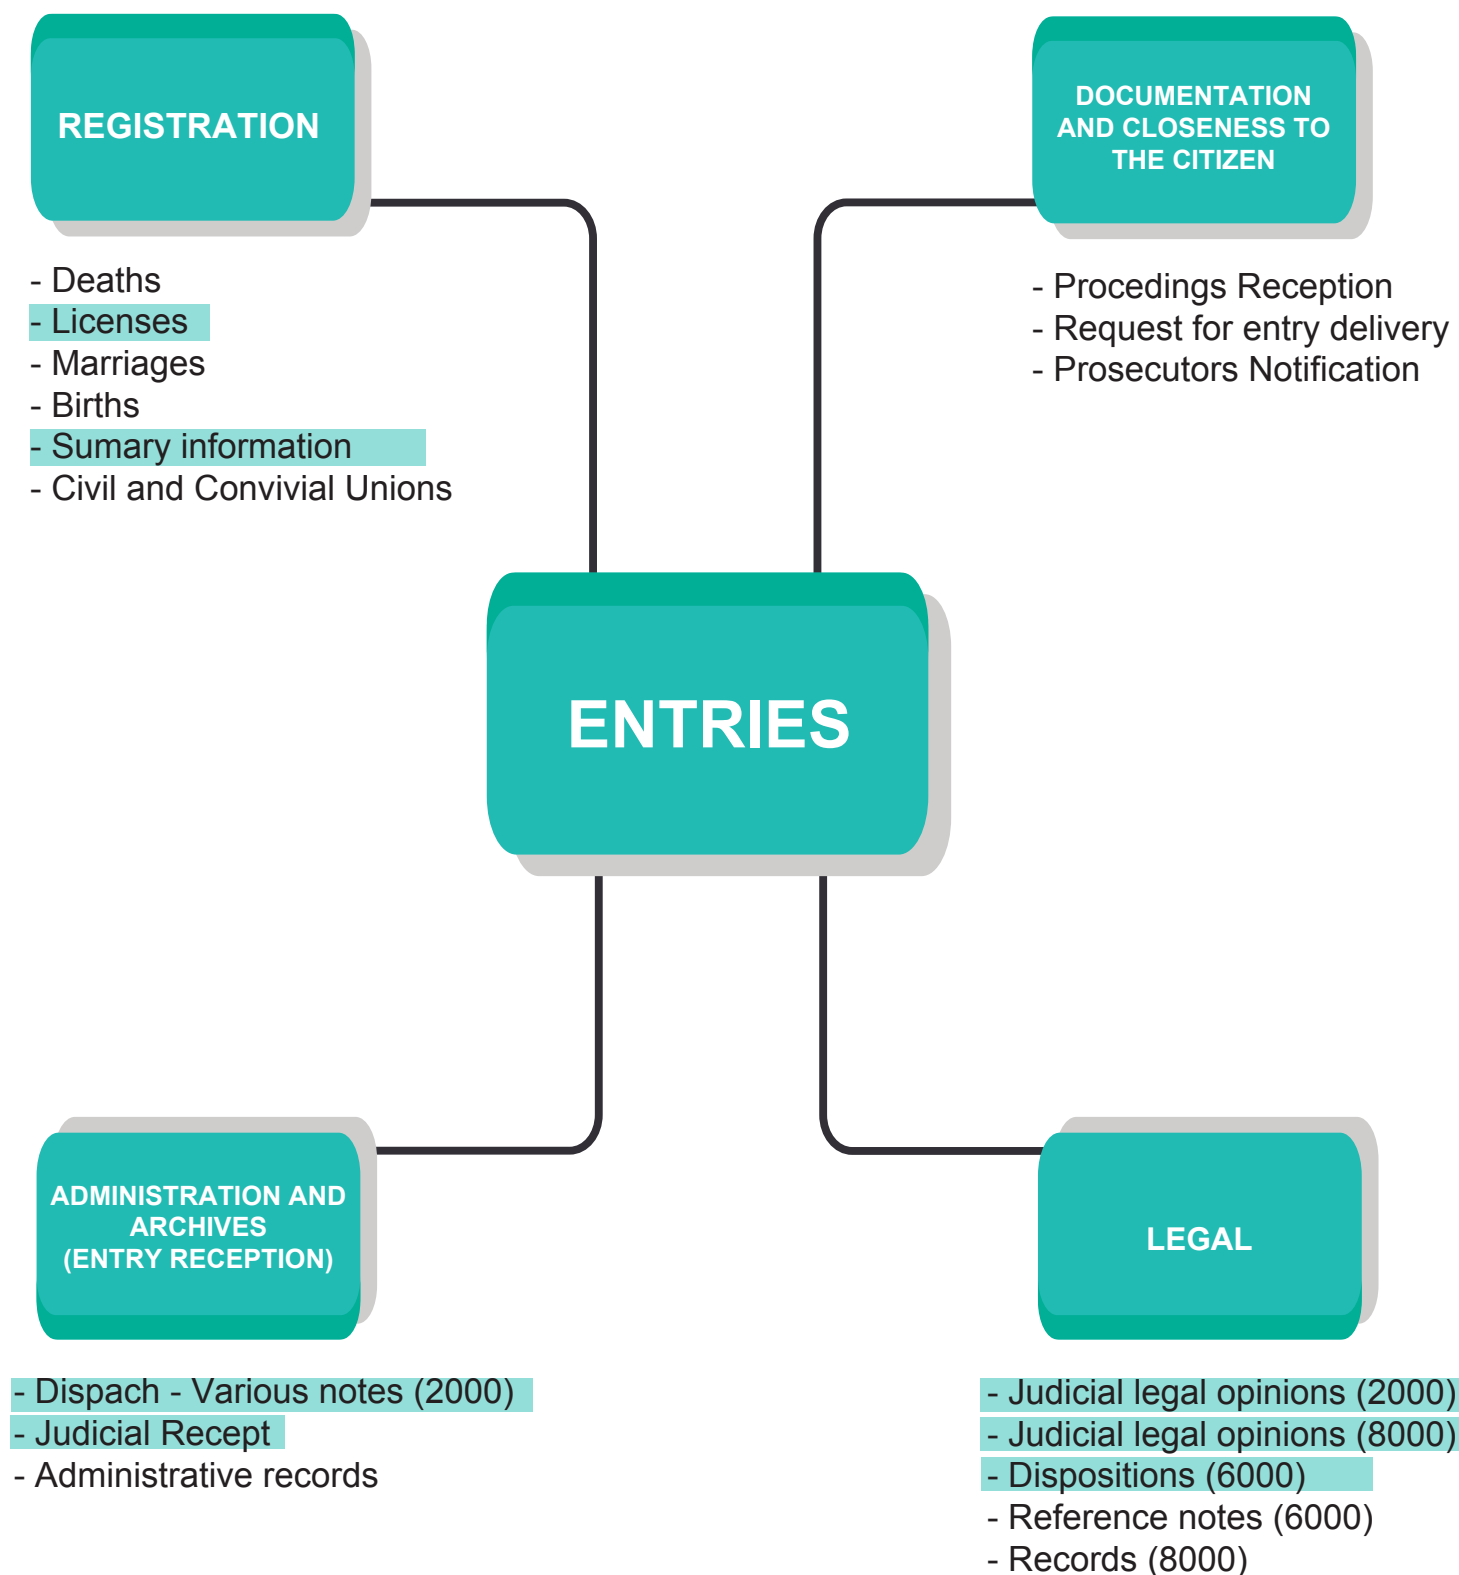 REGISTRATION
- Deaths
- Licenses
- Marriages
- Births
- Sumary information
- Civil and Convivial Unions
DOCUMENTATION
AND CLOSENESS TO
THE CITIZEN
- Procedings Reception
- Request for entry delivery
- Prosecutors Notification
ENTRIES
ADMINISTRATION AND
ARCHIVES
(ENTRY RECEPTION)
- Dispach - Various notes (2000)
- Judicial Recept
- Administrative records
LEGAL
- Judicial legal opinions (2000)
- Judicial legal opinions (8000)
- Dispositions (6000)
- Reference notes (6000)
- Records (8000)